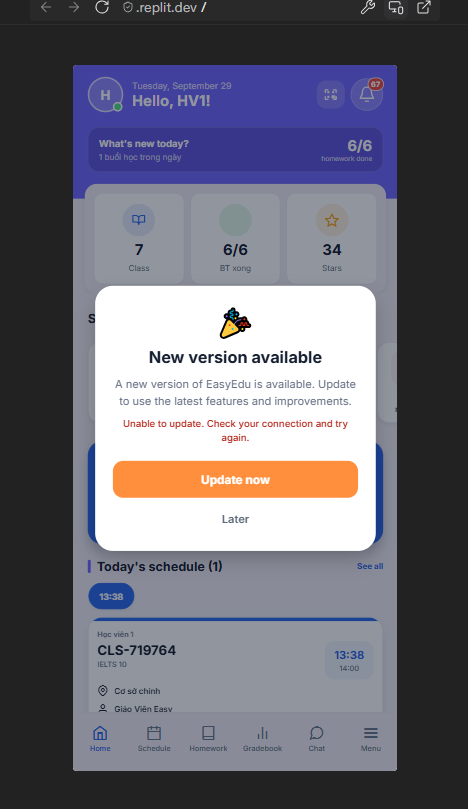 .replit.dev /
H
Tuesday, September 29
Hello, HV1!
67
What's new today?
1 buổi học trong ngày
6/6
homework done
7
Class
6/6
BT xong
34
Stars
S
New version available
A new version of EasyEdu is available. Update
to use the latest features and improvements.
Unable to update. Check your connection and try
again.
Update now
Later
Today's schedule (1)
See all
13:38
Học viên 1
CLS-719764
IELTS 10
13:38
14:00
Cơ sở chính
Giáo Viên Easy
Home
Schedule
Homework
Gradebook
Chat
Menu